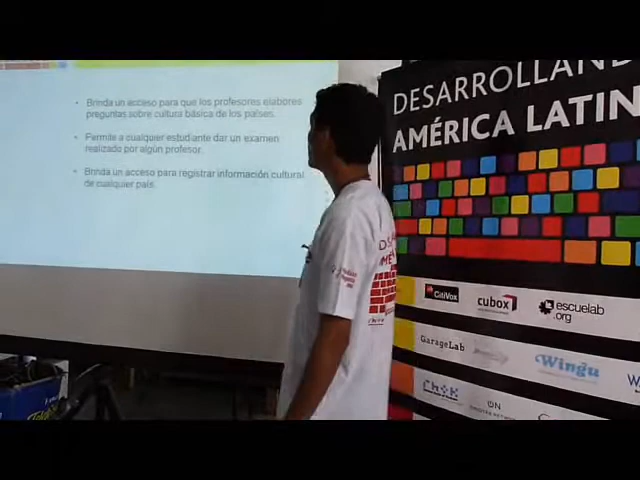 Brinda un acceso para que los profesores elabores
preguntas sobre cultura básica de los países.
Permite a cualquier estudiante dar un examen
realizado por algún profesor.
Brinda un acceso para registrar información cultural
de cualquier país.
DESARROLLAN
AMÉRICA LATIN
CitiVox
cubox
escuelab
.org
GarageLab
Wingu